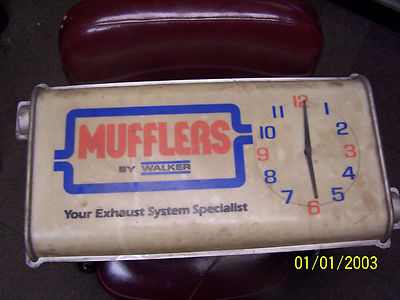 MUFFLERS
BY WALKER
Your Exhaust System Specialist
12
11 1
10 2
9 3
8 4
7 5
6
01/01/2003